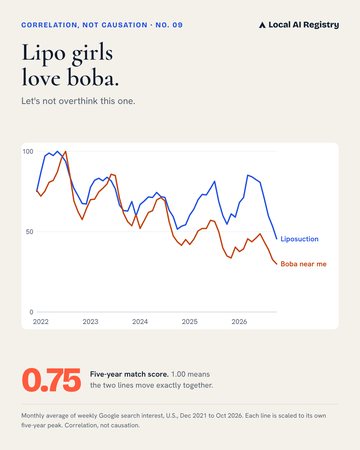 CORRELATION, NOT CAUSATION · NO. 09
Local AI Registry
Lipo girls
love boba.
Let's not overthink this one.
100
50
0
Liposuction
Boba near me
2022 2023 2024 2025 2026
0.75
Five-year match score. 1.00 means
the two lines move exactly together.
Monthly average of weekly Google search interest, U.S., Dec 2021 to Oct 2026. Each line is scaled to its own
five-year peak. Correlation, not causation.